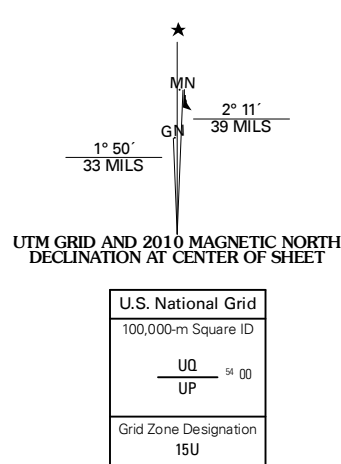 MN
2° 11´
39 MILS
GN
1° 50´
33 MILS
UTM GRID AND 2010 MAGNETIC NORTH
DECLINATION AT CENTER OF SHEET
U.S. National Grid
100,000-m Square ID
UQ
54 00
UP
Grid Zone Designation
15U